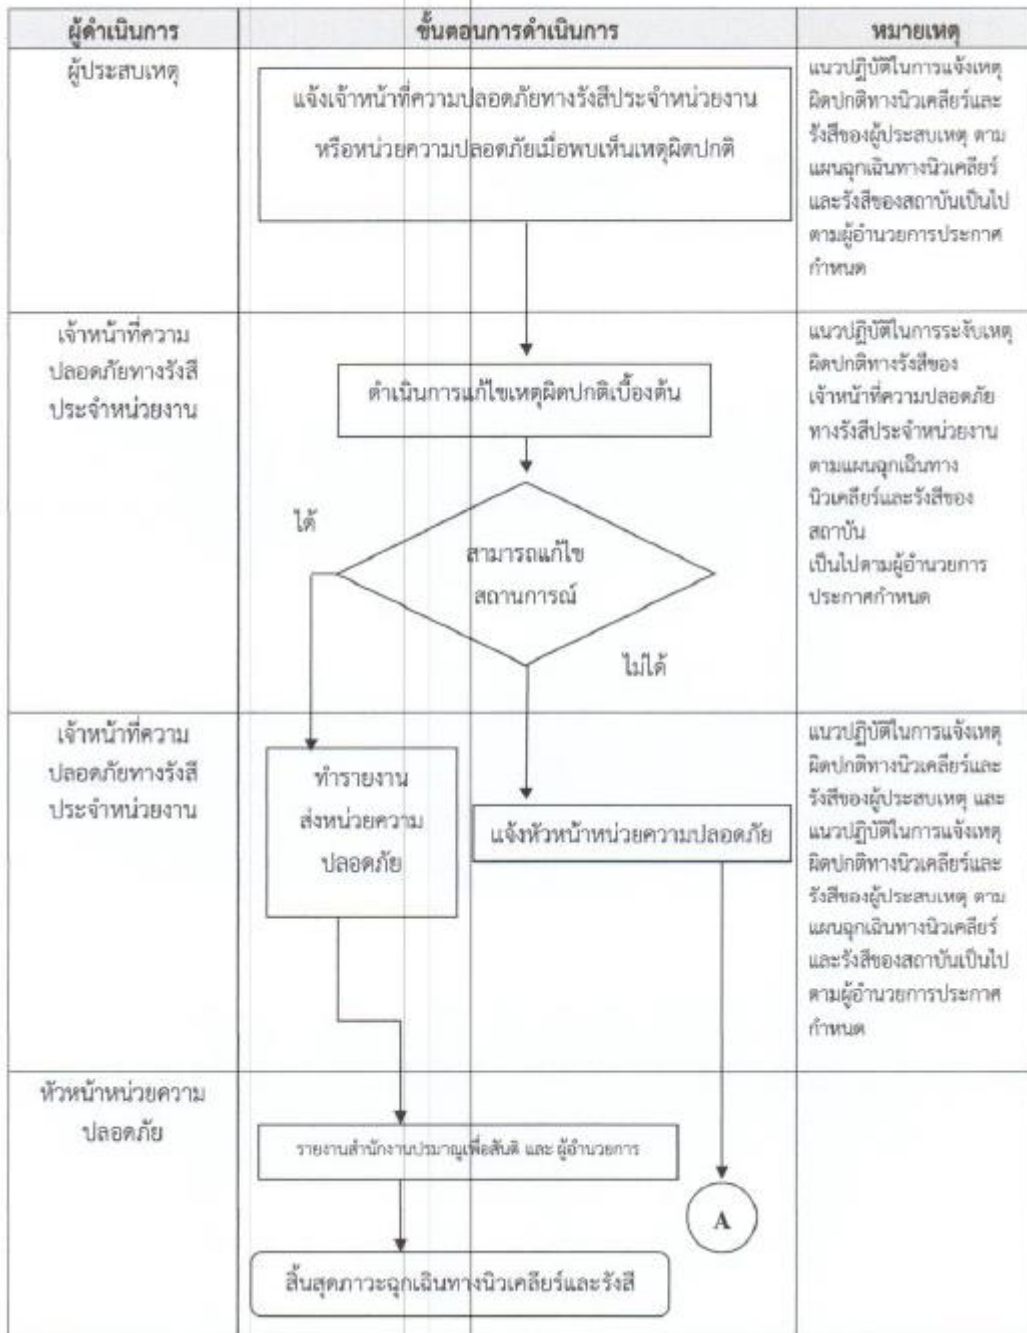 ผู้ดำเนินการ
ขั้นตอนการดำเนินการ
หมายเหตุ
ผู้ประสบเหตุ
แจ้งเจ้าหน้าที่ความปลอดภัยทางรังสีประจำหน่วยงาน
หรือหน่วยความปลอดภัยเมื่อพบเห็นเหตุผิดปกติ
แนวปฏิบัติในการแจ้งเหตุ
ผิดปกติทางนิวเคลียร์และ
รังสีของผู้ประสบเหตุ ตาม
แผนฉุกเฉินทางนิวเคลียร์
และรังสีของสถาบันเป็นไป
ตามผู้อำนวยการประกาศ
กำหนด
เจ้าหน้าที่ความ
ปลอดภัยทางรังสี
ประจำหน่วยงาน
ดำเนินการแก้ไขเหตุผิดปกติเบื้องต้น
สามารถแก้ไข
สถานการณ์
ได้
ไม่ได้
แนวปฏิบัติในการระงับเหตุ
ผิดปกติทางรังสีของ
เจ้าหน้าที่ความปลอดภัย
ทางรังสีประจำหน่วยงาน
ตามแผนฉุกเฉินทาง
นิวเคลียร์และรังสีของ
สถาบัน
เป็นไปตามผู้อำนวยการ
ประกาศกำหนด
เจ้าหน้าที่ความ
ปลอดภัยทางรังสี
ประจำหน่วยงาน
ทำรายงาน
ส่งหน่วยความ
ปลอดภัย
แจ้งหัวหน้าหน่วยความปลอดภัย
แนวปฏิบัติในการแจ้งเหตุ
ผิดปกติทางนิวเคลียร์และ
รังสีของผู้ประสบเหตุ และ
แนวปฏิบัติในการแจ้งเหตุ
ผิดปกติทางนิวเคลียร์และ
รังสีของผู้ประสบเหตุ ตาม
แผนฉุกเฉินทางนิวเคลียร์
และรังสีของสถาบันเป็นไป
ตามผู้อำนวยการประกาศ
กำหนด
หัวหน้าหน่วยความ
ปลอดภัย
รายงานสำนักงานปรมาณูเพื่อสันติ และ ผู้อำนวยการ
A
สิ้นสุดภาวะฉุกเฉินทางนิวเคลียร์และรังสี